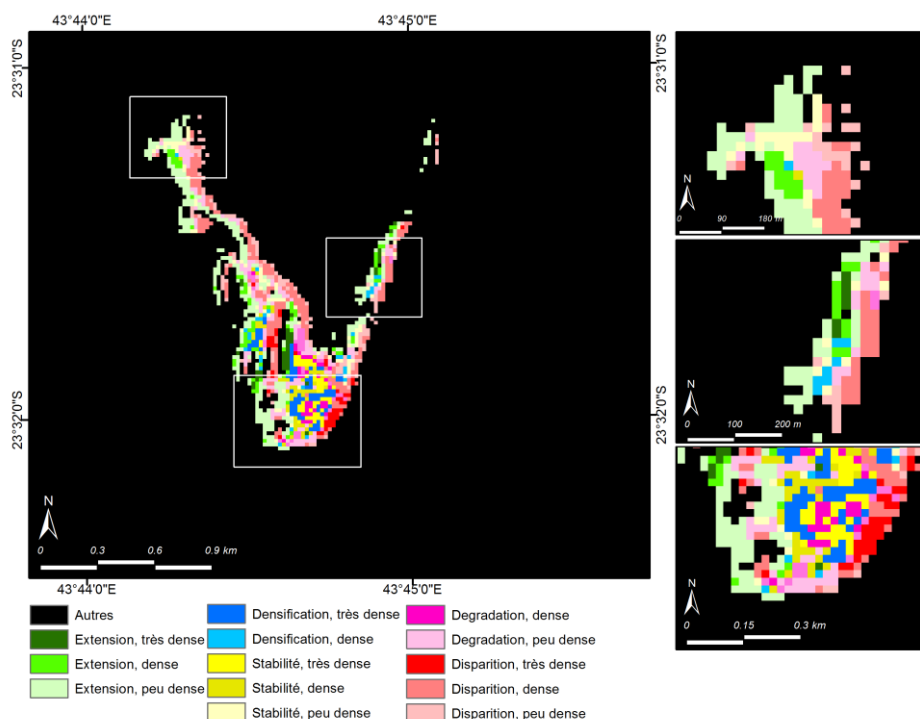 43°44'0"E 43°45'0"E
23°31'0"S
23°31'0"S
N
0 90 180 m
23°32'0"S
23°32'0"S
N
0 100 200 m
N
0 0.3 0.6 0.9 km
N
0 0.15 0.3 km
43°44'0"E 43°45'0"E
Autres
Extension, très dense
Extension, dense
Extension, peu dense
Densification, très dense
Densification, dense
Stabilité, très dense
Stabilité, dense
Stabilité, peu dense
Degradation, dense
Degradation, peu dense
Disparition, très dense
Disparition, dense
Disparition, peu dense